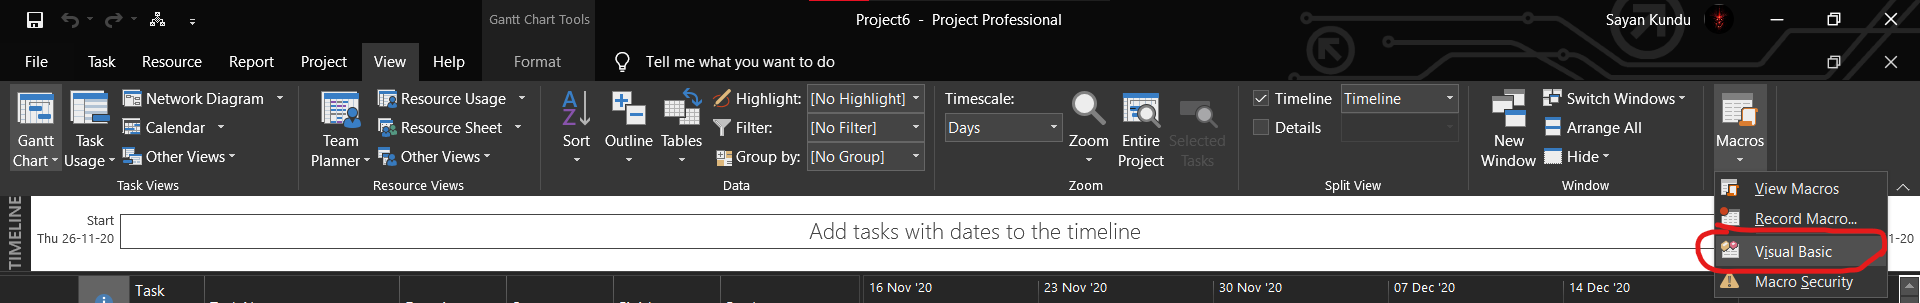 Gantt Chart Tools
Project6 - Project Professional
Sayan Kundu
File Task Resource Report Project View Help Format Tell me what you want to do
Gantt Chart
Task Usage
Network Diagram
Calendar
Other Views
Task Views
Team Planner
Resource Usage
Resource Sheet
Other Views
Resource Views
Sort
Outline
Tables
Highlight: [No Highlight]
Filter: [No Filter]
Group by: [No Group]
Data
Timescale:
Days
Zoom
Entire Project
Selected Tasks
Zoom
Timeline Timeline
Details
Split View
New Window
Switch Windows
Arrange All
Hide
Window
Macros
View Macros
Record Macro...
Visual Basic
Macro Security
TIMELINE
Start
Thu 26-11-20
Add tasks with dates to the timeline
1-20
Task
16 Nov '20 23 Nov '20 30 Nov '20 07 Dec '20 14 Dec '20